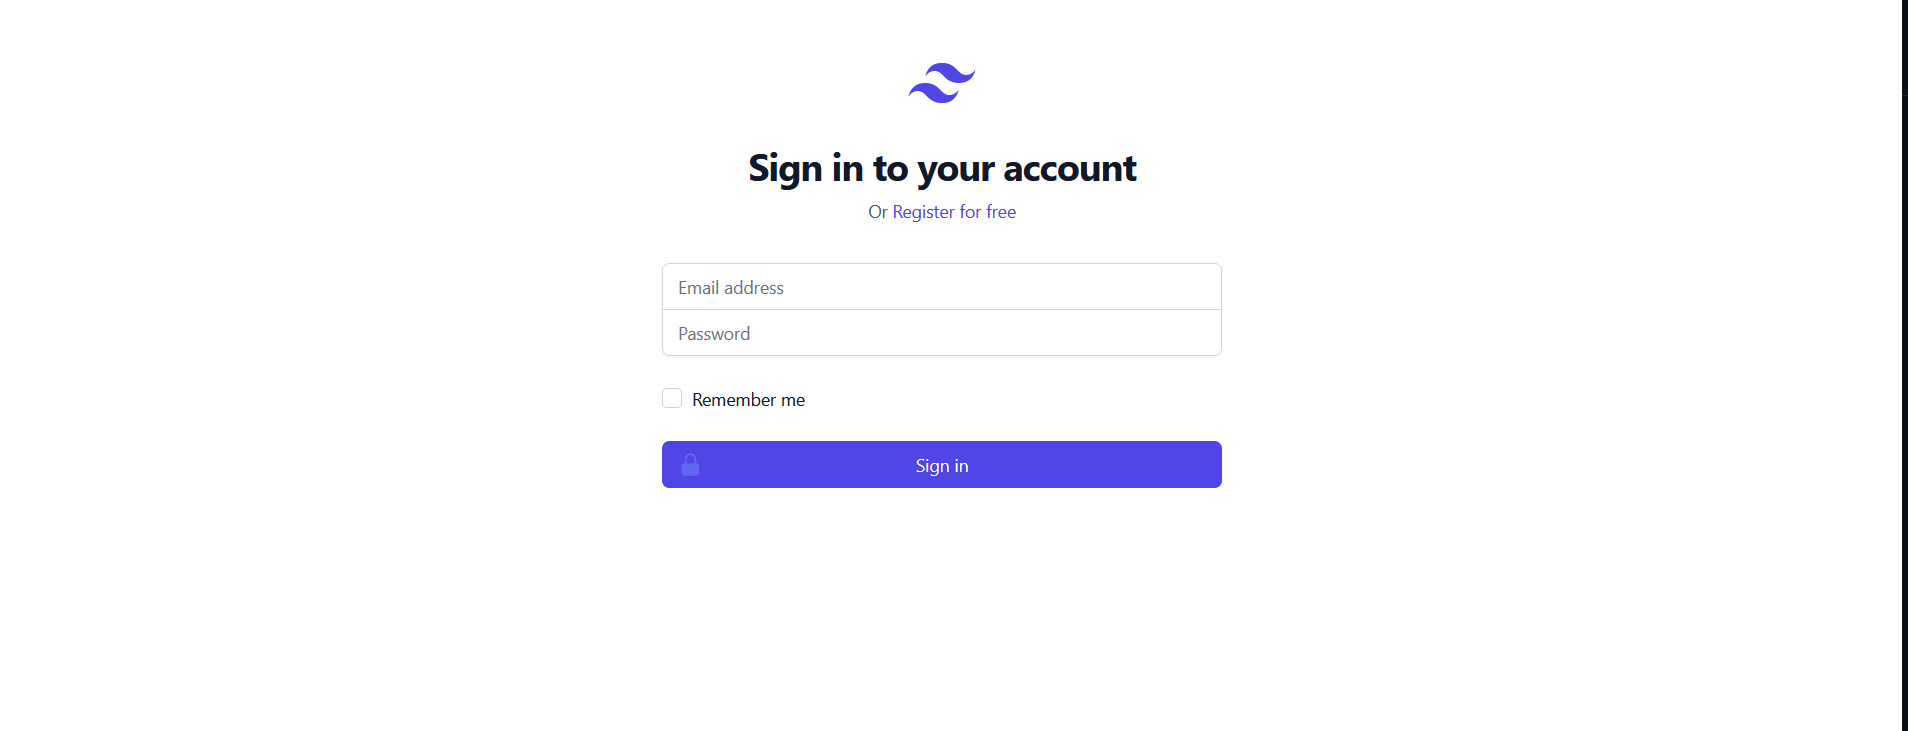 Sign in to your account
Or Register for free
Email address
Password
Remember me
Sign in